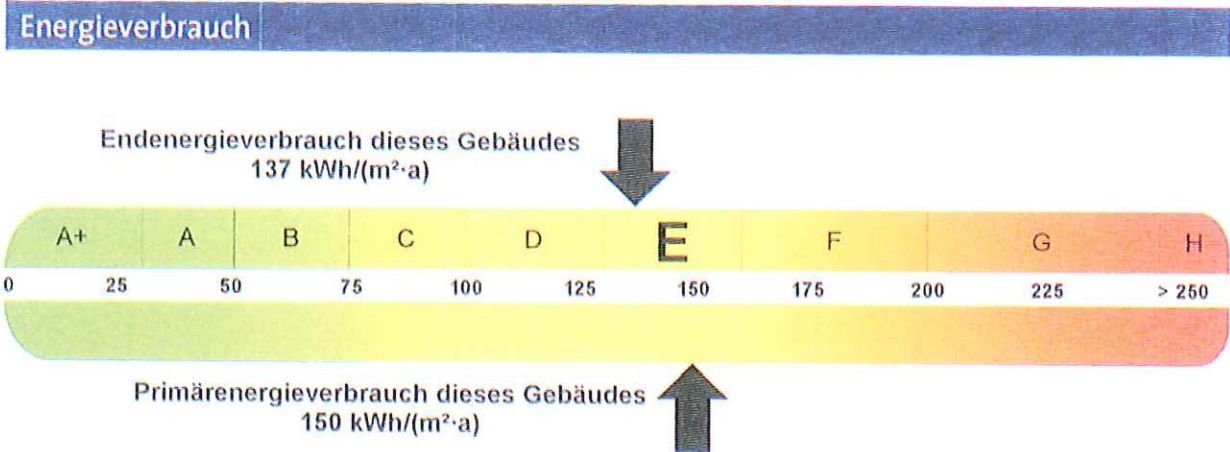 Energieverbrauch
Endenergieverbrauch dieses Gebäudes
137 kWh/(m²·a)
A+ A B C D E F G H
0 25 50 75 100 125 150 175 200 225 > 250
Primärenergieverbrauch dieses Gebäudes
150 kWh/(m²·a)